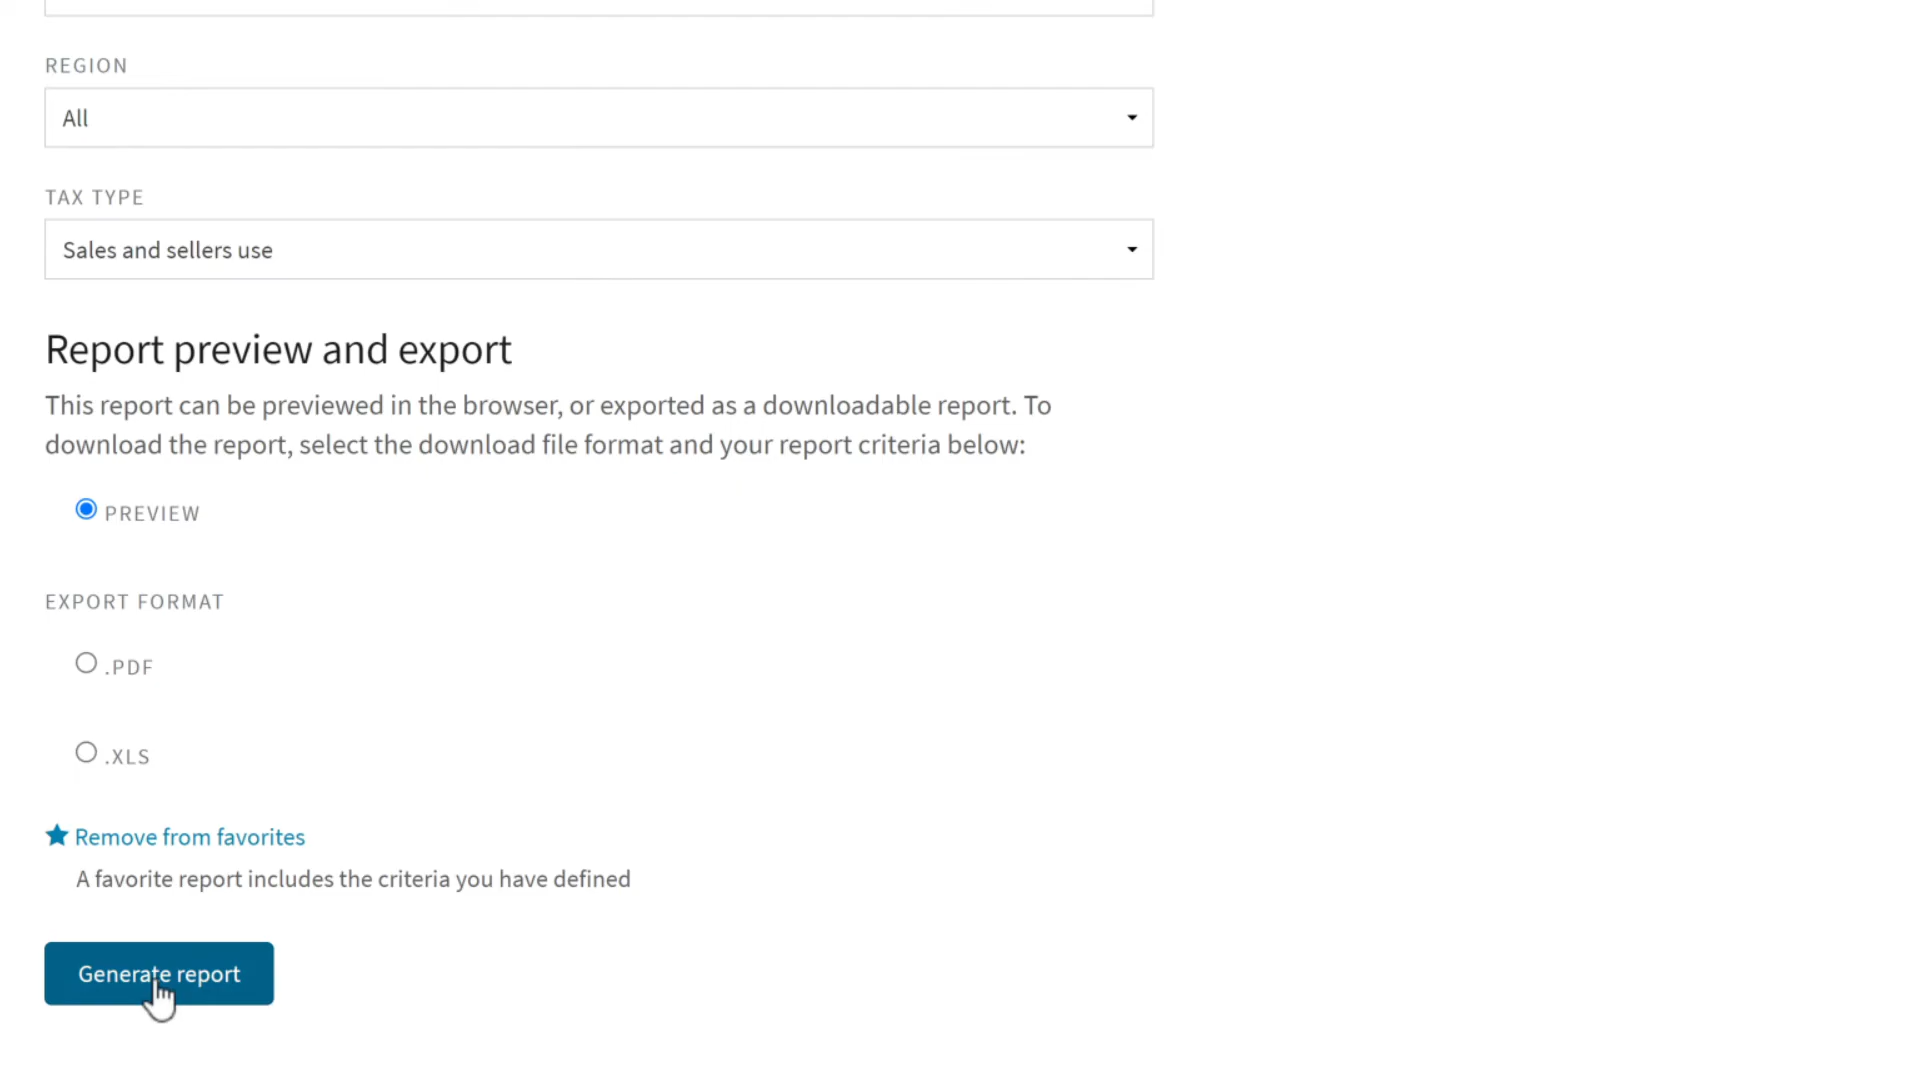 REGION
All
TAX TYPE
Sales and sellers use
Report preview and export
This report can be previewed in the browser, or exported as a downloadable report. To
download the report, select the download file format and your report criteria below:
PREVIEW
EXPORT FORMAT
.PDF
.XLS
Remove from favorites
A favorite report includes the criteria you have defined
Generate report